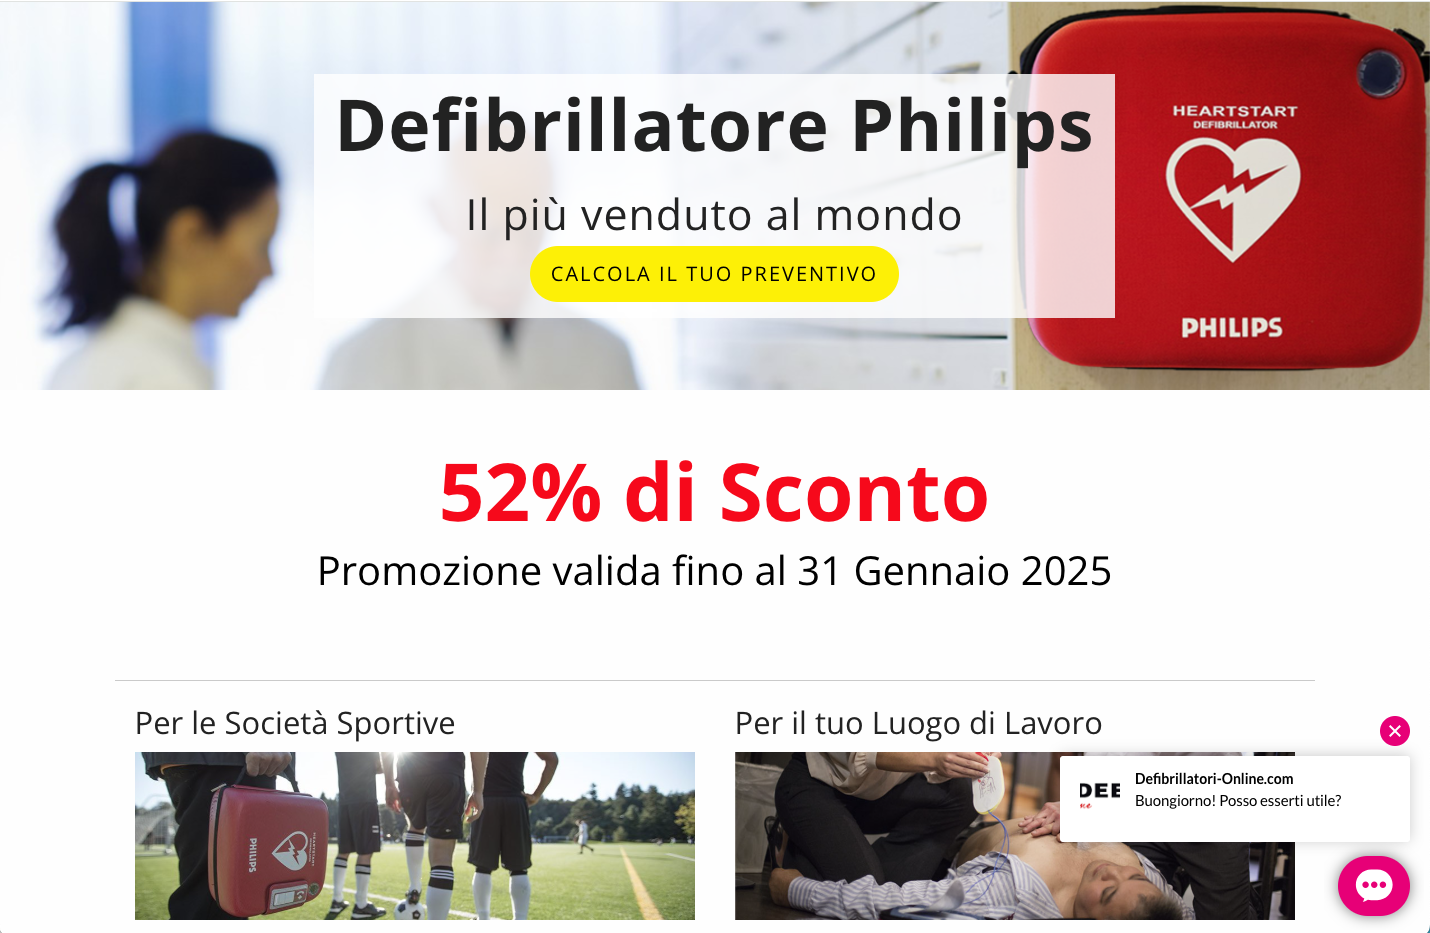 Defibrillatore Philips
Il più venduto al mondo
CALCOLA IL TUO PREVENTIVO
HEARTSTART
DEFIBRILLATOR
PHILIPS
52% di Sconto
Promozione valida fino al 31 Gennaio 2025
Per le Società Sportive
PHILIPS
HEARTSTART
Per il tuo Luogo di Lavoro
Defibrillatori-Online.com
Buongiorno! Posso esserti utile?